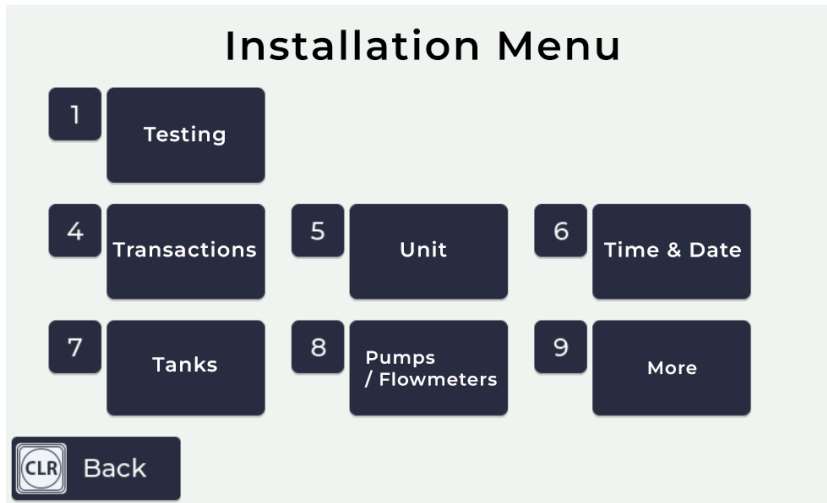 Installation Menu
1 Testing
4 Transactions
5 Unit
6 Time & Date
7 Tanks
8 Pumps
/ Flowmeters
9 More
CLR Back